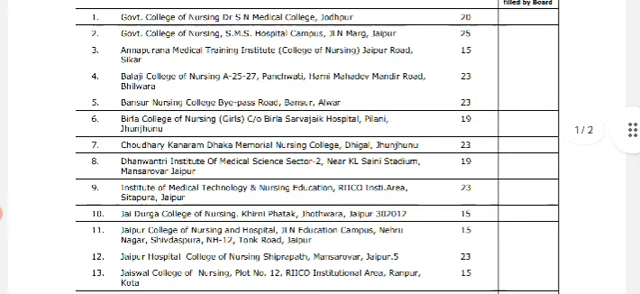 filled by Board
1. Govt. College of Nursing Dr S N Medical College, Jodhpur 20
2. Govt. College of Nursing, S.M.S. Hospital Campus, JLN Marg, Jaipur 25
3. Annapurana Medical Training Institute (College of Nursing) Jaipur Road, 15
Sikar
4. Balaji College of Nursing A-25-27, Panchwati, Harni Mahadev Mandir Road, 23
Bhilwara
5. Bansur Nursing College Bye-pass Road, Bansur, Alwar 23
6. Birla College of Nursing (Girls) C/o Birla Sarvajaik Hospital, Pilani, 19
Jhunjhunu
7. Choudhary Kanaram Dhaka Memorial Nursing College, Dhigal, Jhunjhunu 23
8. Dhanwantri Institute Of Medical Science Sector-2, Near KL Saini Stadium, 19
Mansarovar Jaipur
9. Institute of Medical Technology & Nursing Education, RIICO Insti.Area, 23
Sitapura, Jaipur
10. Jai Durga College of Nursing. Khirni Phatak, Jhothwara, Jaipur 302012 15
11. Jaipur College of Nursing and Hospital, JLN Education Campus, Nehru 15
Nagar, Shivdaspura, NH-12, Tonk Road, Jaipur
12. Jaipur Hospital College of Nursing Shiprapath, Mansarovar, Jaipur.5 23
13. Jaiswal College of Nursing, Plot No. 12, RIICO Institutional Area, Ranpur, 15
Kota
1 / 2